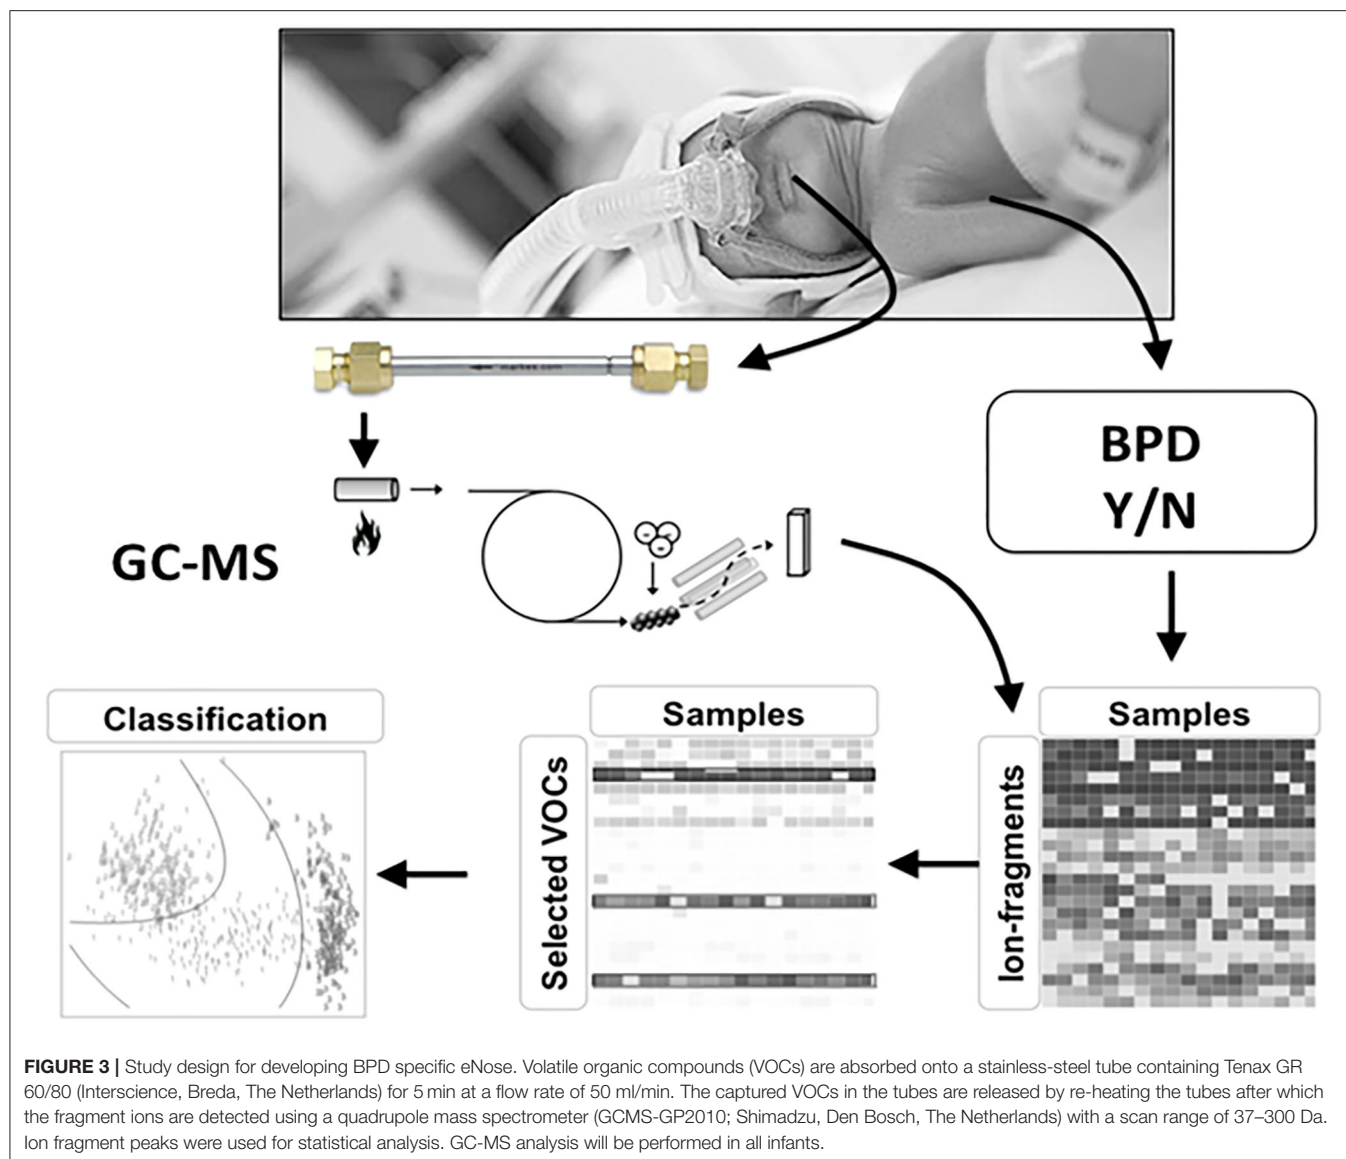 markes.com
BPD
Y/N
GC-MS
Classification
Samples
Samples
Selected VOCs
Ion-fragments
FIGURE 3 | Study design for developing BPD specific eNose. Volatile organic compounds (VOCs) are absorbed onto a stainless-steel tube containing Tenax GR
60/80 (Interscience, Breda, The Netherlands) for 5 min at a flow rate of 50 ml/min. The captured VOCs in the tubes are released by re-heating the tubes after which
the fragment ions are detected using a quadrupole mass spectrometer (GCMS-GP2010; Shimadzu, Den Bosch, The Netherlands) with a scan range of 37–300 Da.
Ion fragment peaks were used for statistical analysis. GC-MS analysis will be performed in all infants.